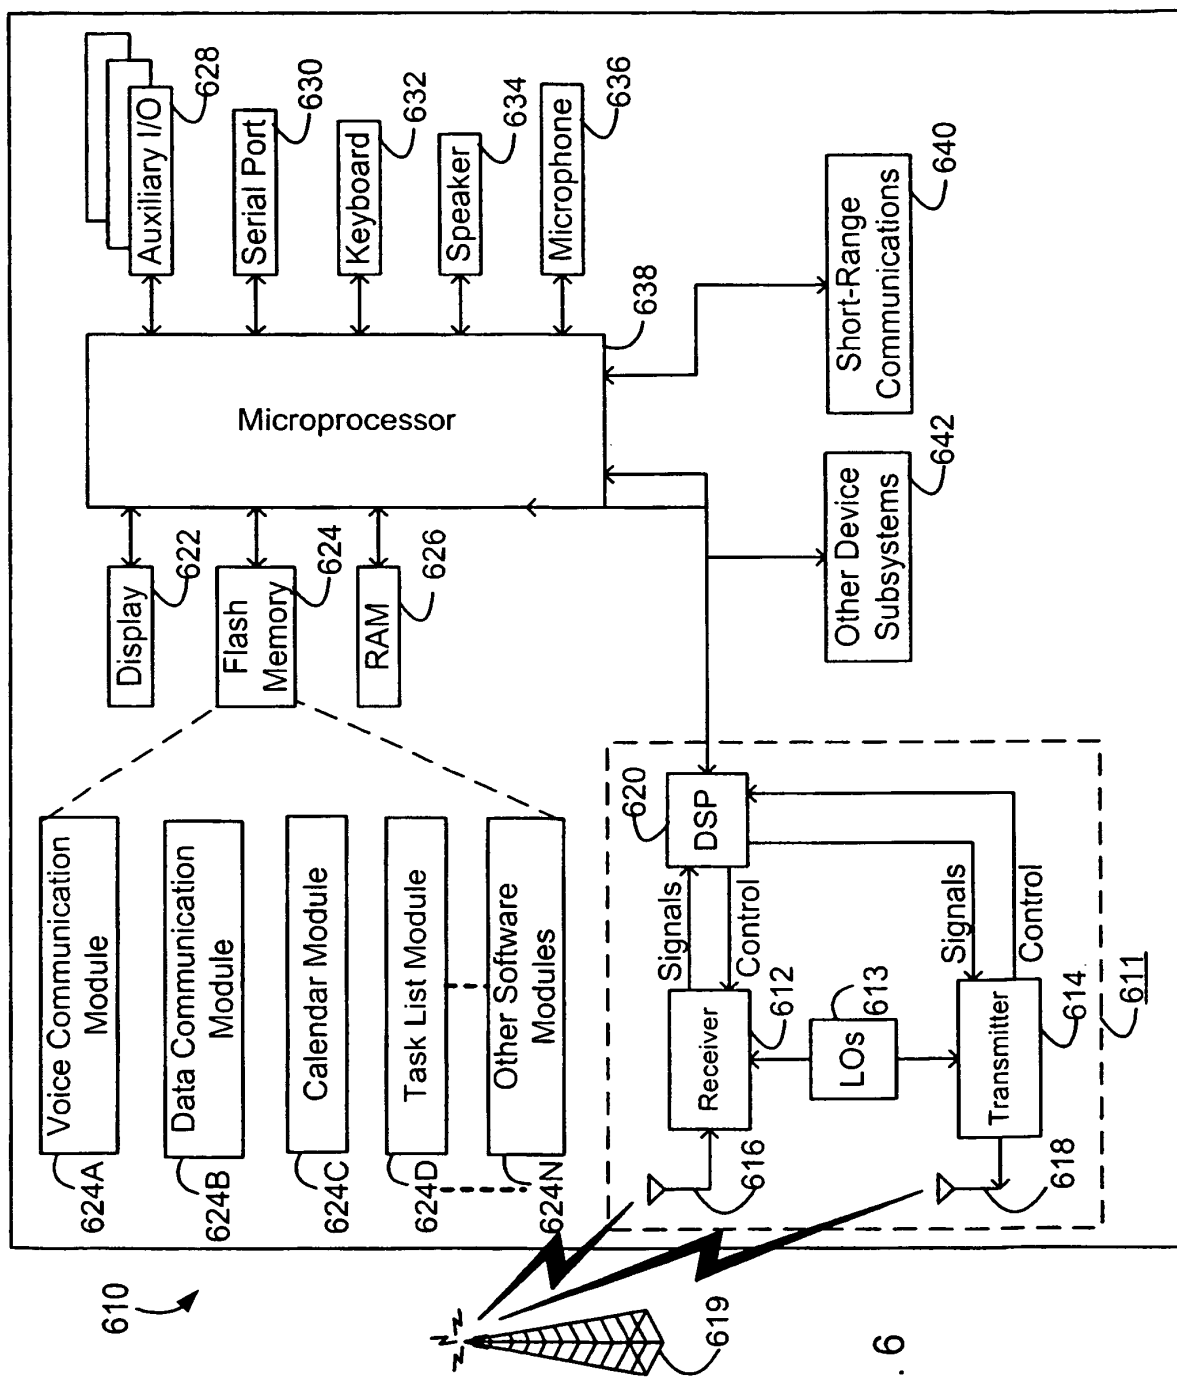 610
Voice Communication
Module
624A
Data Communication
Module
624B
Calendar Module
624C
Task List Module
624D
Other Software
Modules
624N
Display
622
Flash
Memory
624
RAM
626
Microprocessor
638
Auxiliary I/O
628
Serial Port
630
Keyboard
632
Speaker
634
Microphone
636
Short-Range
Communications
640
Other Device
Subsystems
642
DSP
620
Signals
Control
Receiver
612
616
LOs
613
Signals
Control
Transmitter
614
618
611
619
. 6